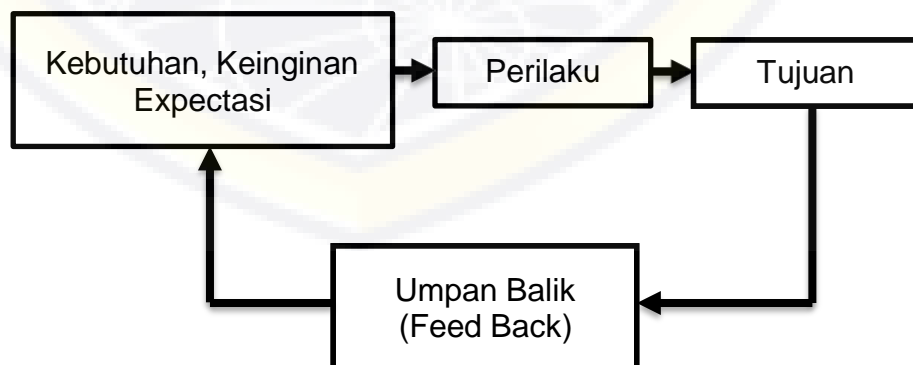 Kebutuhan, Keinginan
Expectasi
Perilaku
Tujuan
Umpan Balik
(Feed Back)